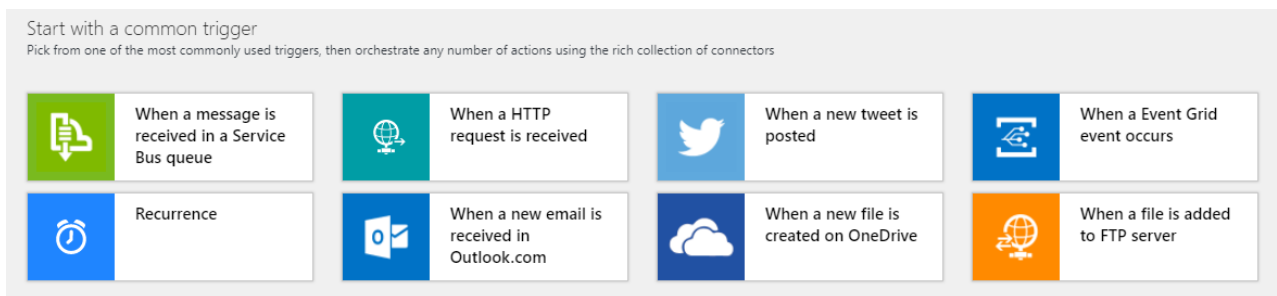 Start with a common trigger
Pick from one of the most commonly used triggers, then orchestrate any number of actions using the rich collection of connectors
When a message is
received in a Service
Bus queue
When a HTTP
request is received
When a new tweet is
posted
When a Event Grid
event occurs
Recurrence
When a new email is
received in
Outlook.com
When a new file is
created on OneDrive
When a file is added
to FTP server